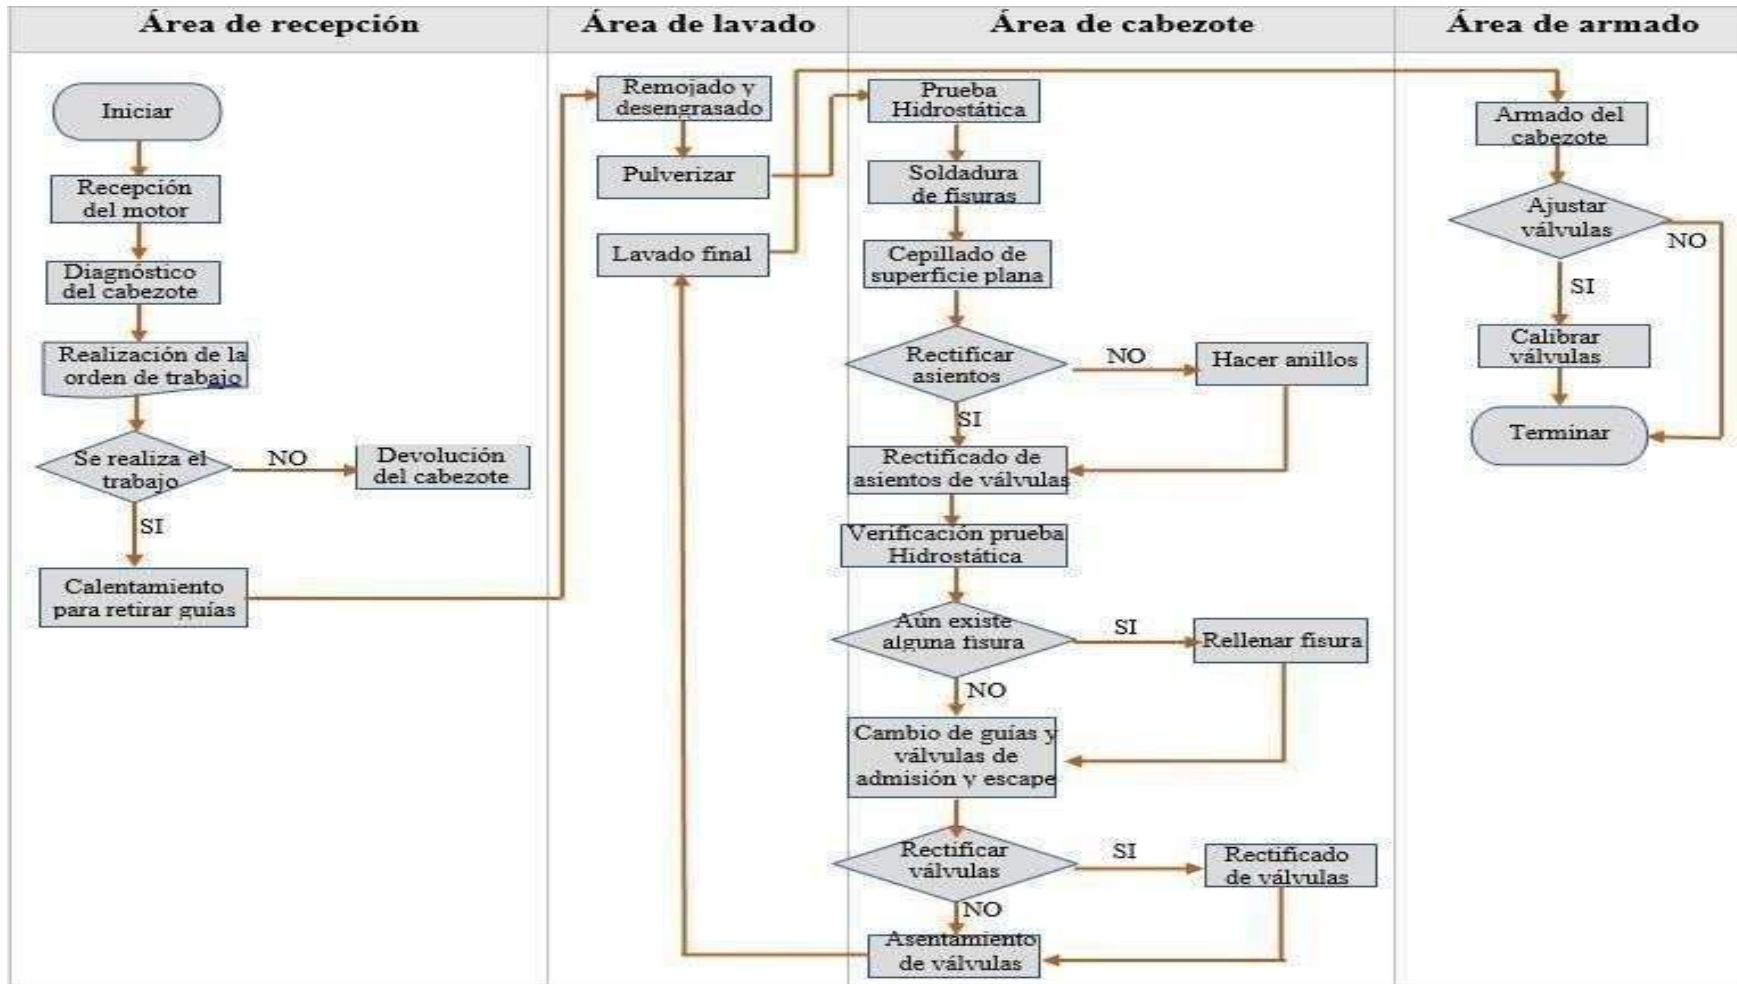 Área de recepción
Área de lavado
Área de cabezote
Área de armado
Iniciar
Recepción
del motor
Diagnóstico
del cabezote
Realización de la
orden de trabajo
Se realiza el
trabajo
NO
Devolución
del cabezote
SI
Calentamiento
para retirar guías
Remojado y
desengrasado
Pulverizar
Lavado final
Prueba
Hidrostática
Soldadura
de fisuras
Cepillado de
superficie plana
Rectificar
asientos
NO
Hacer anillos
SI
Rectificado de
asientos de válvulas
Verificación prueba
Hidrostática
Aún existe
alguna fisura
SI
Rellenar fisura
NO
Cambio de guías y
válvulas de
admisión y escape
Rectificar
válvulas
SI
Rectificado
de válvulas
NO
Asentamiento
de válvulas
Armado del
cabezote
Ajustar
válvulas
NO
SI
Calibrar
válvulas
Terminar